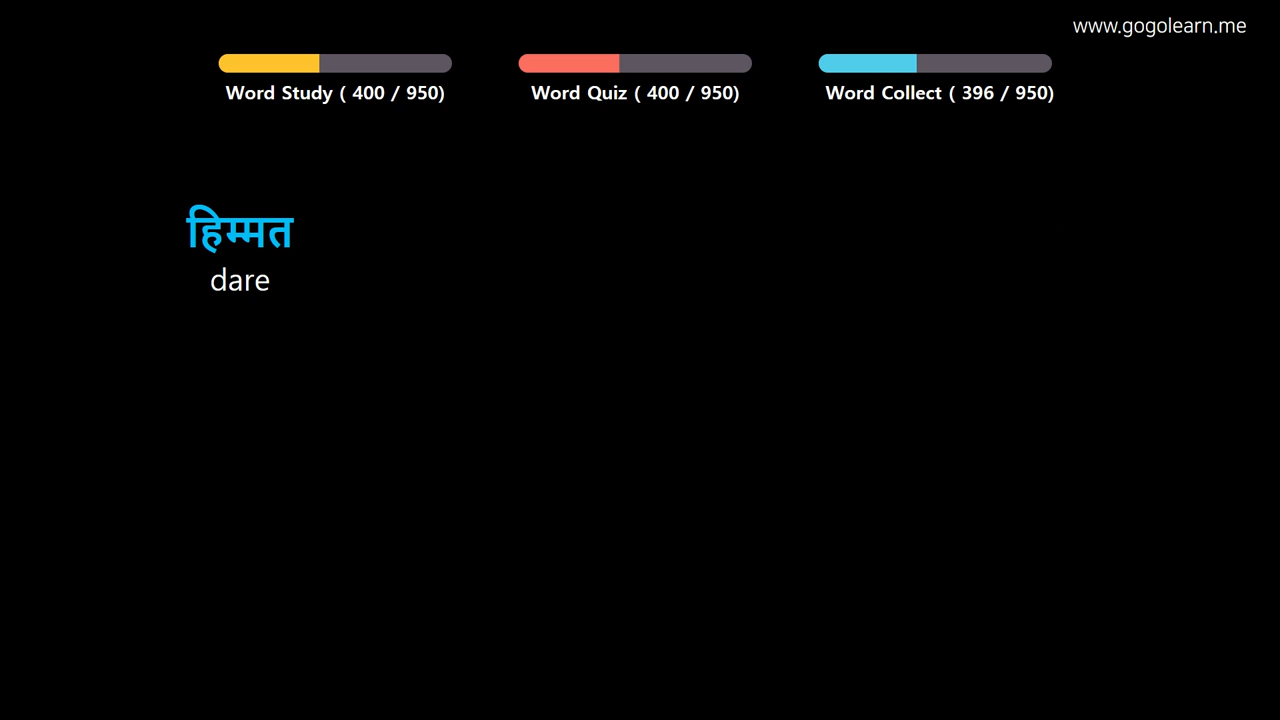 www.gogolearn.me
Word Study ( 400 / 950)
Word Quiz ( 400 / 950)
Word Collect ( 396 / 950)
हिम्मत
dare